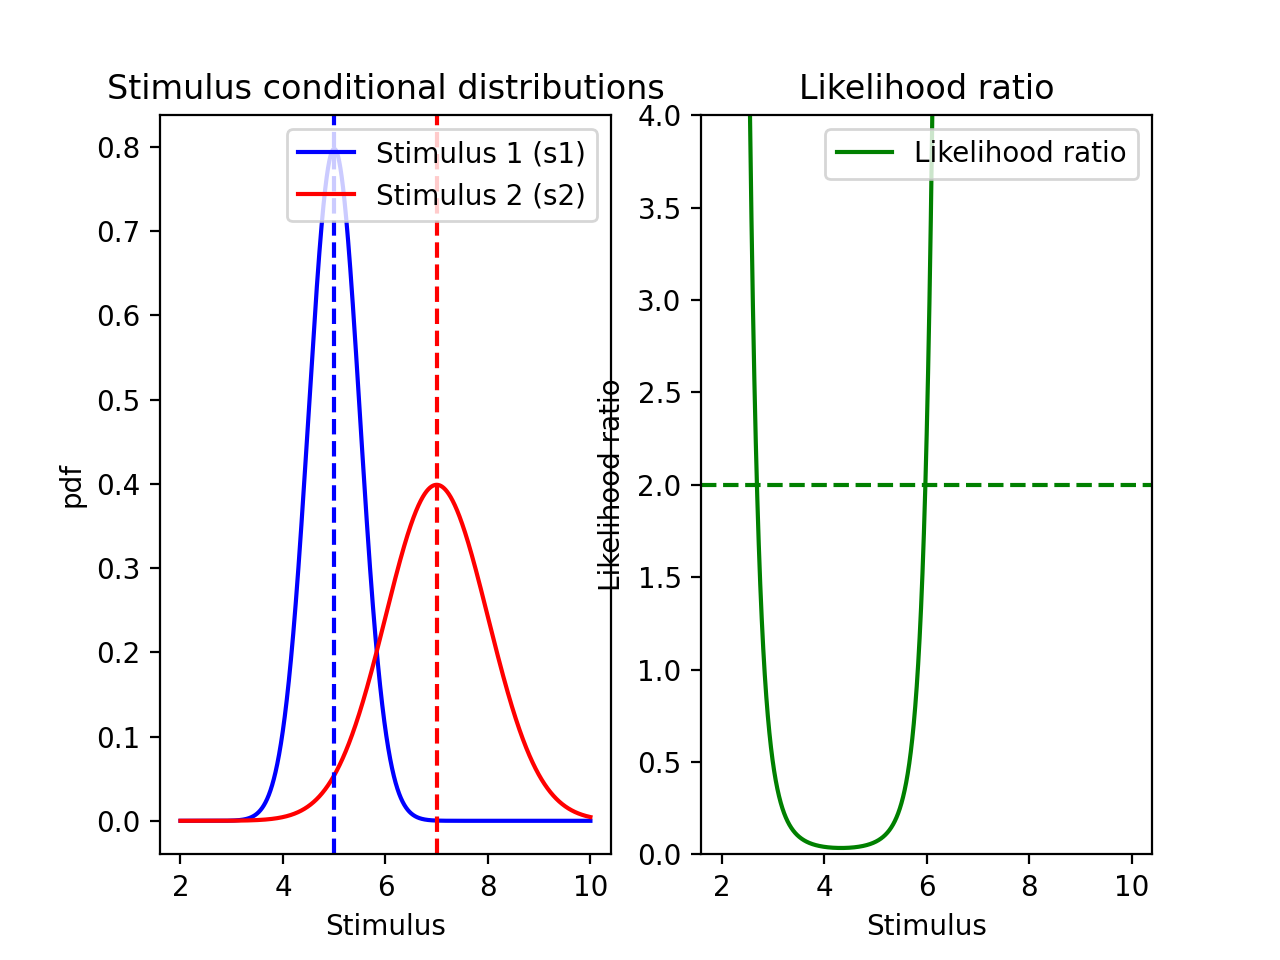 Stimulus conditional distributions
Stimulus 1 (s1)
Stimulus 2 (s2)
pdf
0.8
0.7
0.6
0.5
0.4
0.3
0.2
0.1
0.0
2 4 6 8 10
Stimulus
Likelihood ratio
Likelihood ratio
Likelihood ratio
4.0
3.5
3.0
2.5
2.0
1.5
1.0
0.5
0.0
2 4 6 8 10
Stimulus